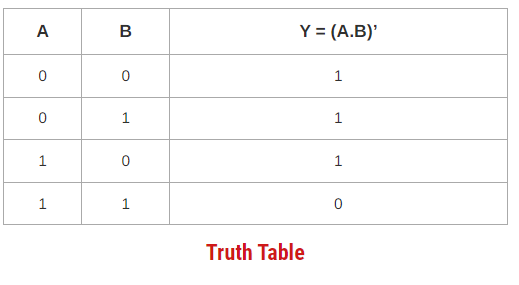 A B Y = (A.B)’
0 0 1
0 1 1
1 0 1
1 1 0
Truth Table